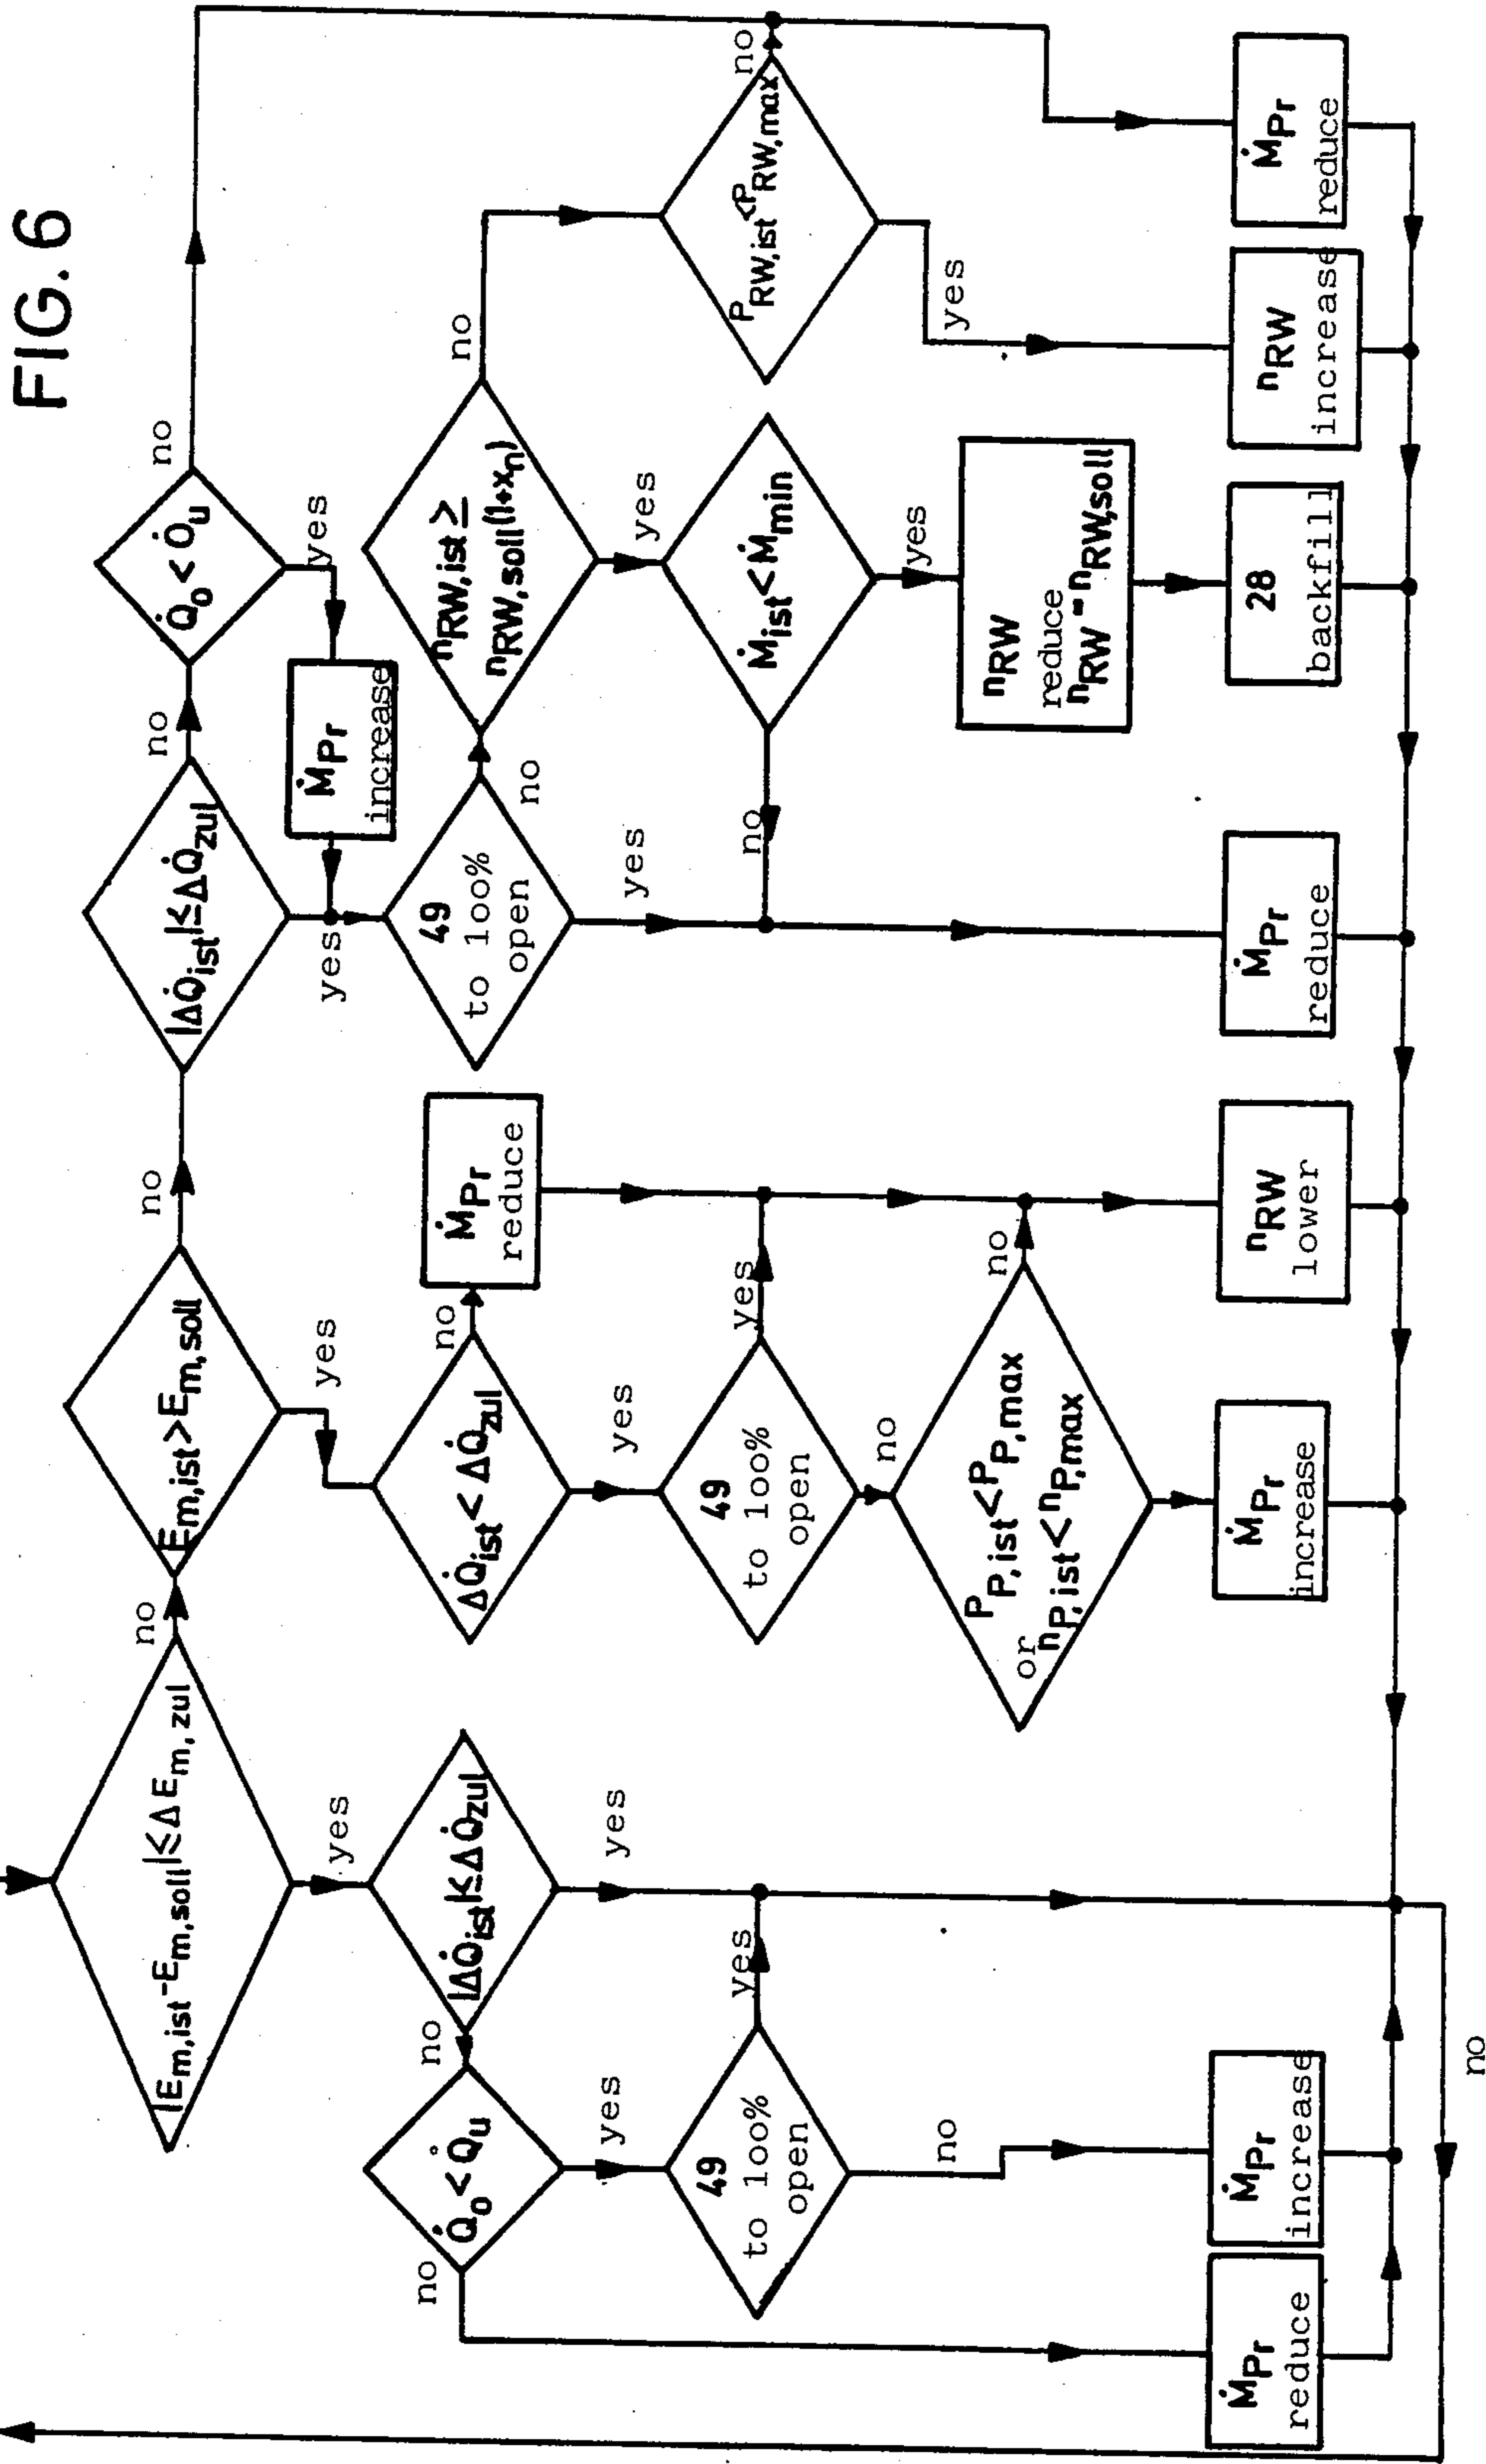 FIG. 6
|E_m,ist-E_m,soll|≤ΔE_m,zul
no
yes
E_m,ist>E_m,soll
no
yes
|ΔQ̇_ist|≤ΔQ̇_zul
no
yes
Q̇_o<Ȯ_u
no
yes
Ṁ_Pr
increase
|ΔQ̇_ist|≤ΔQ̇_zul
no
yes
Q̇_o<Q̇_u
no
yes
ΔQ̇_ist<ΔQ̇_zul
no
yes
Ṁ_Pr
reduce
49
to 100%
open
no
yes
n_RW,ist≥
n_RW,soll(1+x_n)
no
yes
49
to 100%
open
yes
no
49
to 100%
open
yes
no
Ṁ_ist<Ṁ_min
no
yes
P_RW,ist<P_RW,max
no
yes
P_P,ist<P_P,max
or
n_P,ist<n_P,max
no
n_RW
reduce
n_RW=n_RW,soll
Ṁ_Pr
reduce
Ṁ_Pr
increase
Ṁ_Pr
increase
n_RW
lower
Ṁ_Pr
reduce
28
backfill
n_RW
increase
Ṁ_Pr
reduce
no